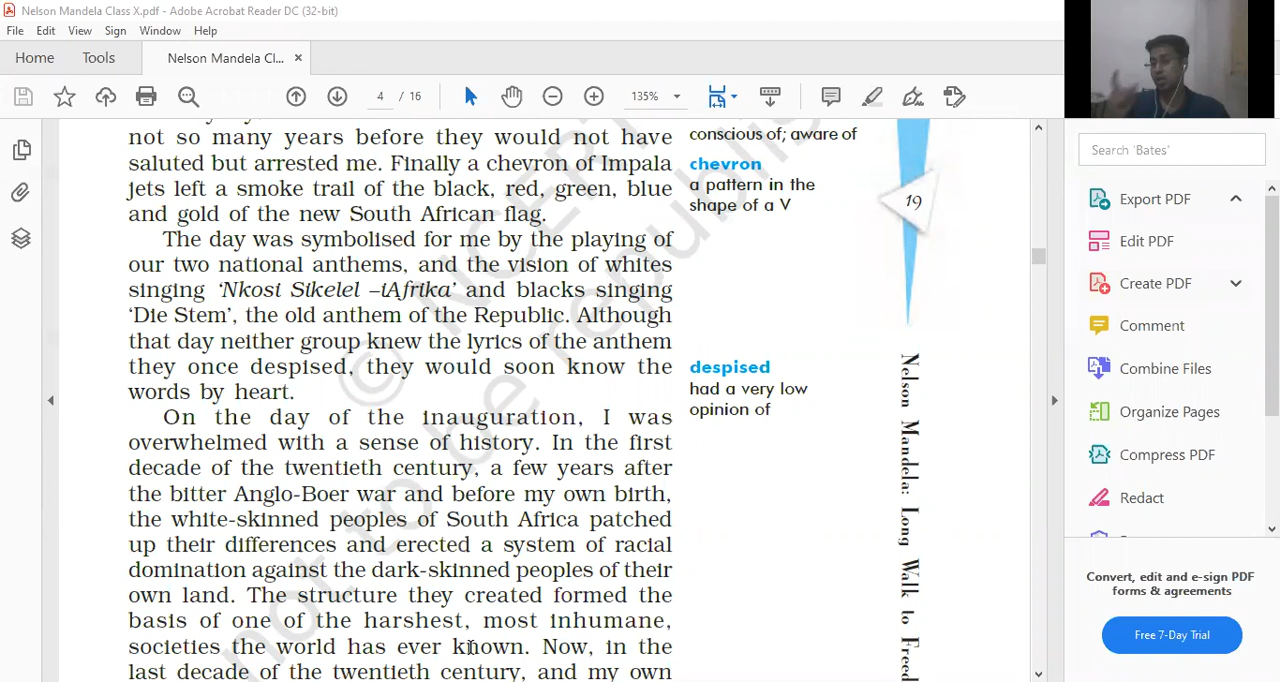 Nelson Mandela Class X.pdf - Adobe Acrobat Reader DC (32-bit)
File Edit View Sign Window Help
Home Tools Nelson Mandela Cl... ×
4 / 16 135%
not so many years before they would not have
saluted but arrested me. Finally a chevron of Impala
jets left a smoke trail of the black, red, green, blue
and gold of the new South African flag.
The day was symbolised for me by the playing of
our two national anthems, and the vision of whites
singing ‘Nkosi Sikelel –iAfrika’ and blacks singing
‘Die Stem’, the old anthem of the Republic. Although
that day neither group knew the lyrics of the anthem
they once despised, they would soon know the
words by heart.
On the day of the inauguration, I was
overwhelmed with a sense of history. In the first
decade of the twentieth century, a few years after
the bitter Anglo-Boer war and before my own birth,
the white-skinned peoples of South Africa patched
up their differences and erected a system of racial
domination against the dark-skinned peoples of their
own land. The structure they created formed the
basis of one of the harshest, most inhumane,
societies the world has ever known. Now, in the
last decade of the twentieth century, and my own
conscious of; aware of
chevron
a pattern in the
shape of a V
despised
had a very low
opinion of
19
Nelson Mandela: Long Walk to Freed
© NCERT
not to be republi
Search 'Bates'
Export PDF
Edit PDF
Create PDF
Comment
Combine Files
Organize Pages
Compress PDF
Redact
Convert, edit and e-sign PDF
forms & agreements
Free 7-Day Trial